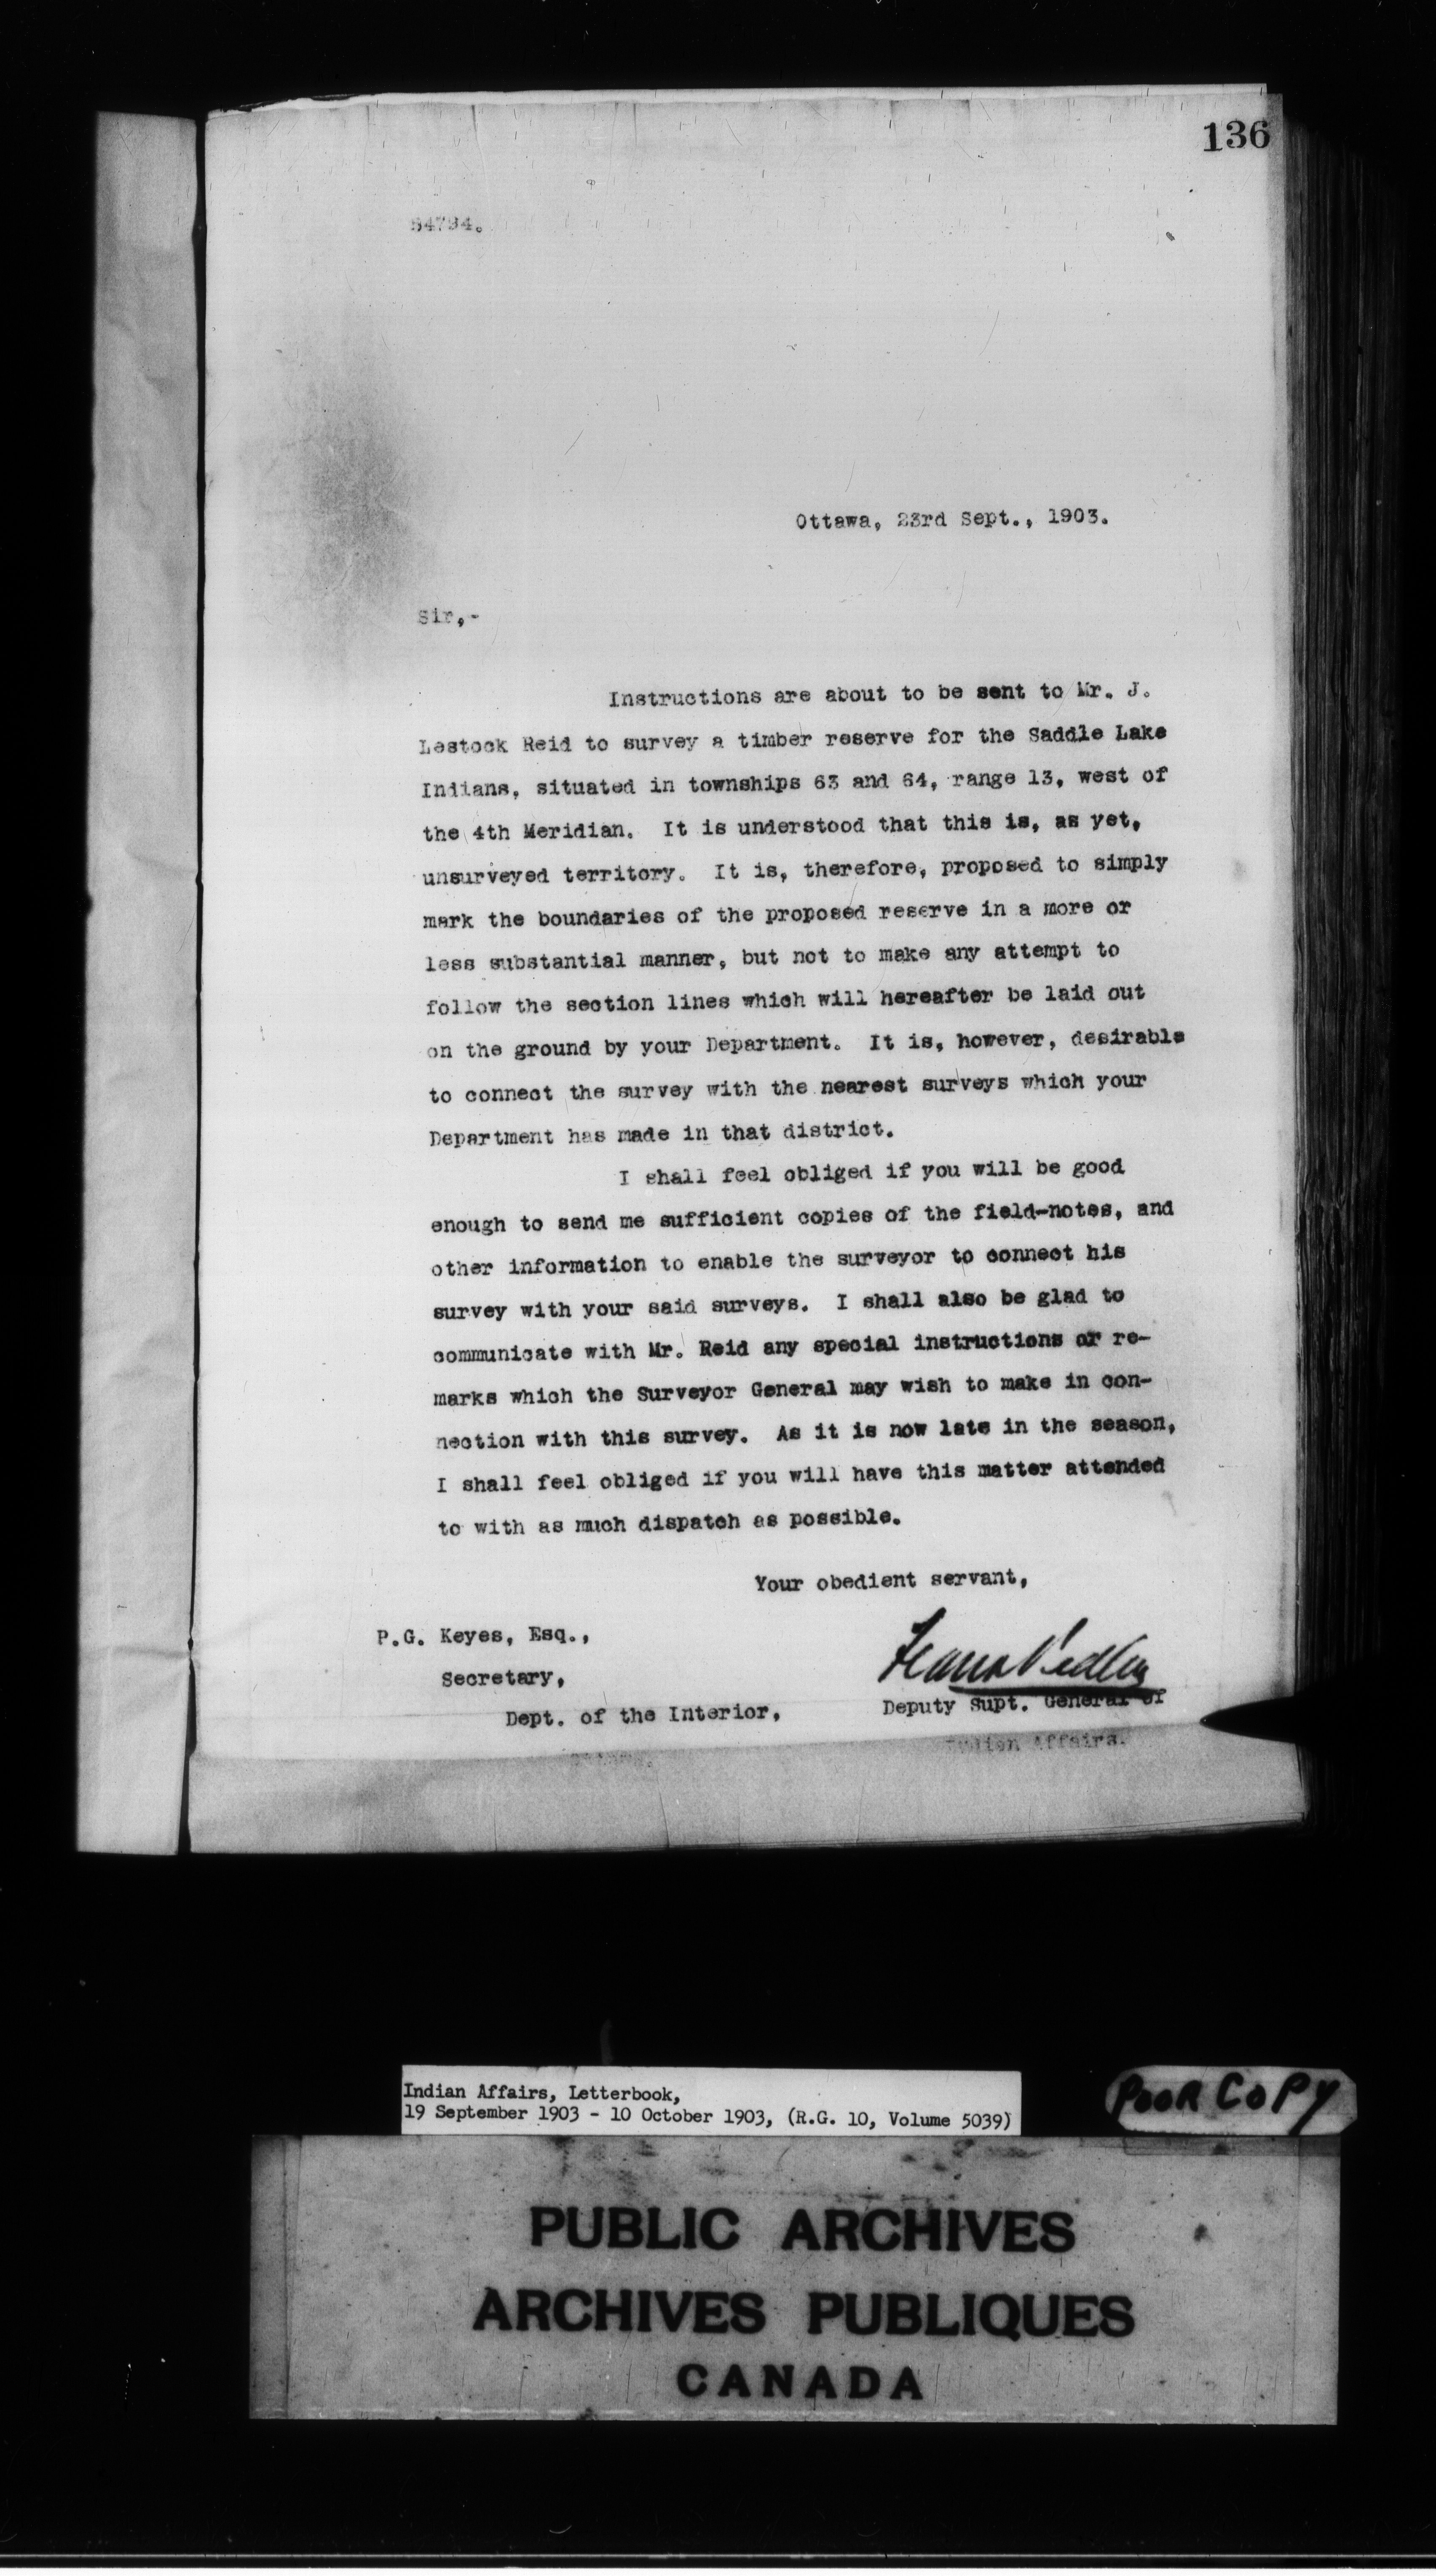 136
Ottawa, 23rd Sept., 1903.
Sir,-
Instructions are about to be sent to Mr. J.
Lestock Reid to survey a timber reserve for the Saddle Lake
Indians, situated in townships 63 and 64, range 13, west of
the 4th Meridian. It is understood that this is, as yet,
unsurveyed territory. It is, therefore, proposed to simply
mark the boundaries of the proposed reserve in a more or
less substantial manner, but not to make any attempt to
follow the section lines which will hereafter be laid out
on the ground by your Department. It is, however, desirable
to connect the survey with the nearest surveys which your
Department has made in that district.
I shall feel obliged if you will be good
enough to send me sufficient copies of the field-notes, and
other information to enable the surveyor to connect his
survey with your said surveys. I shall also be glad to
communicate with Mr. Reid any special instructions or re-
marks which the Surveyor General may wish to make in con-
nection with this survey. As it is now late in the season,
I shall feel obliged if you will have this matter attended
to with as much dispatch as possible.
Your obedient servant,
P.G. Keyes, Esq.,
Secretary,
Frank Pedley
Dept. of the Interior,
Deputy Supt. General of
Indian Affairs.
Indian Affairs, Letterbook,
19 September 1903 - 10 October 1903, (R.G. 10, Volume 5039)
POOR COPY
PUBLIC ARCHIVES
ARCHIVES PUBLIQUES
CANADA